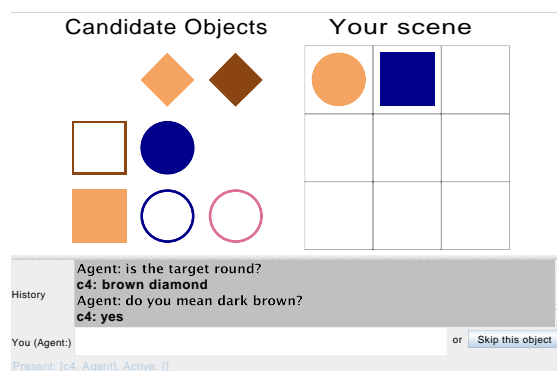 Candidate Objects
Your scene
History
Agent: is the target round?
c4: brown diamond
Agent: do you mean dark brown?
c4: yes
You (Agent:)
or
Skip this object
Present: [c4, Agent], Active: []